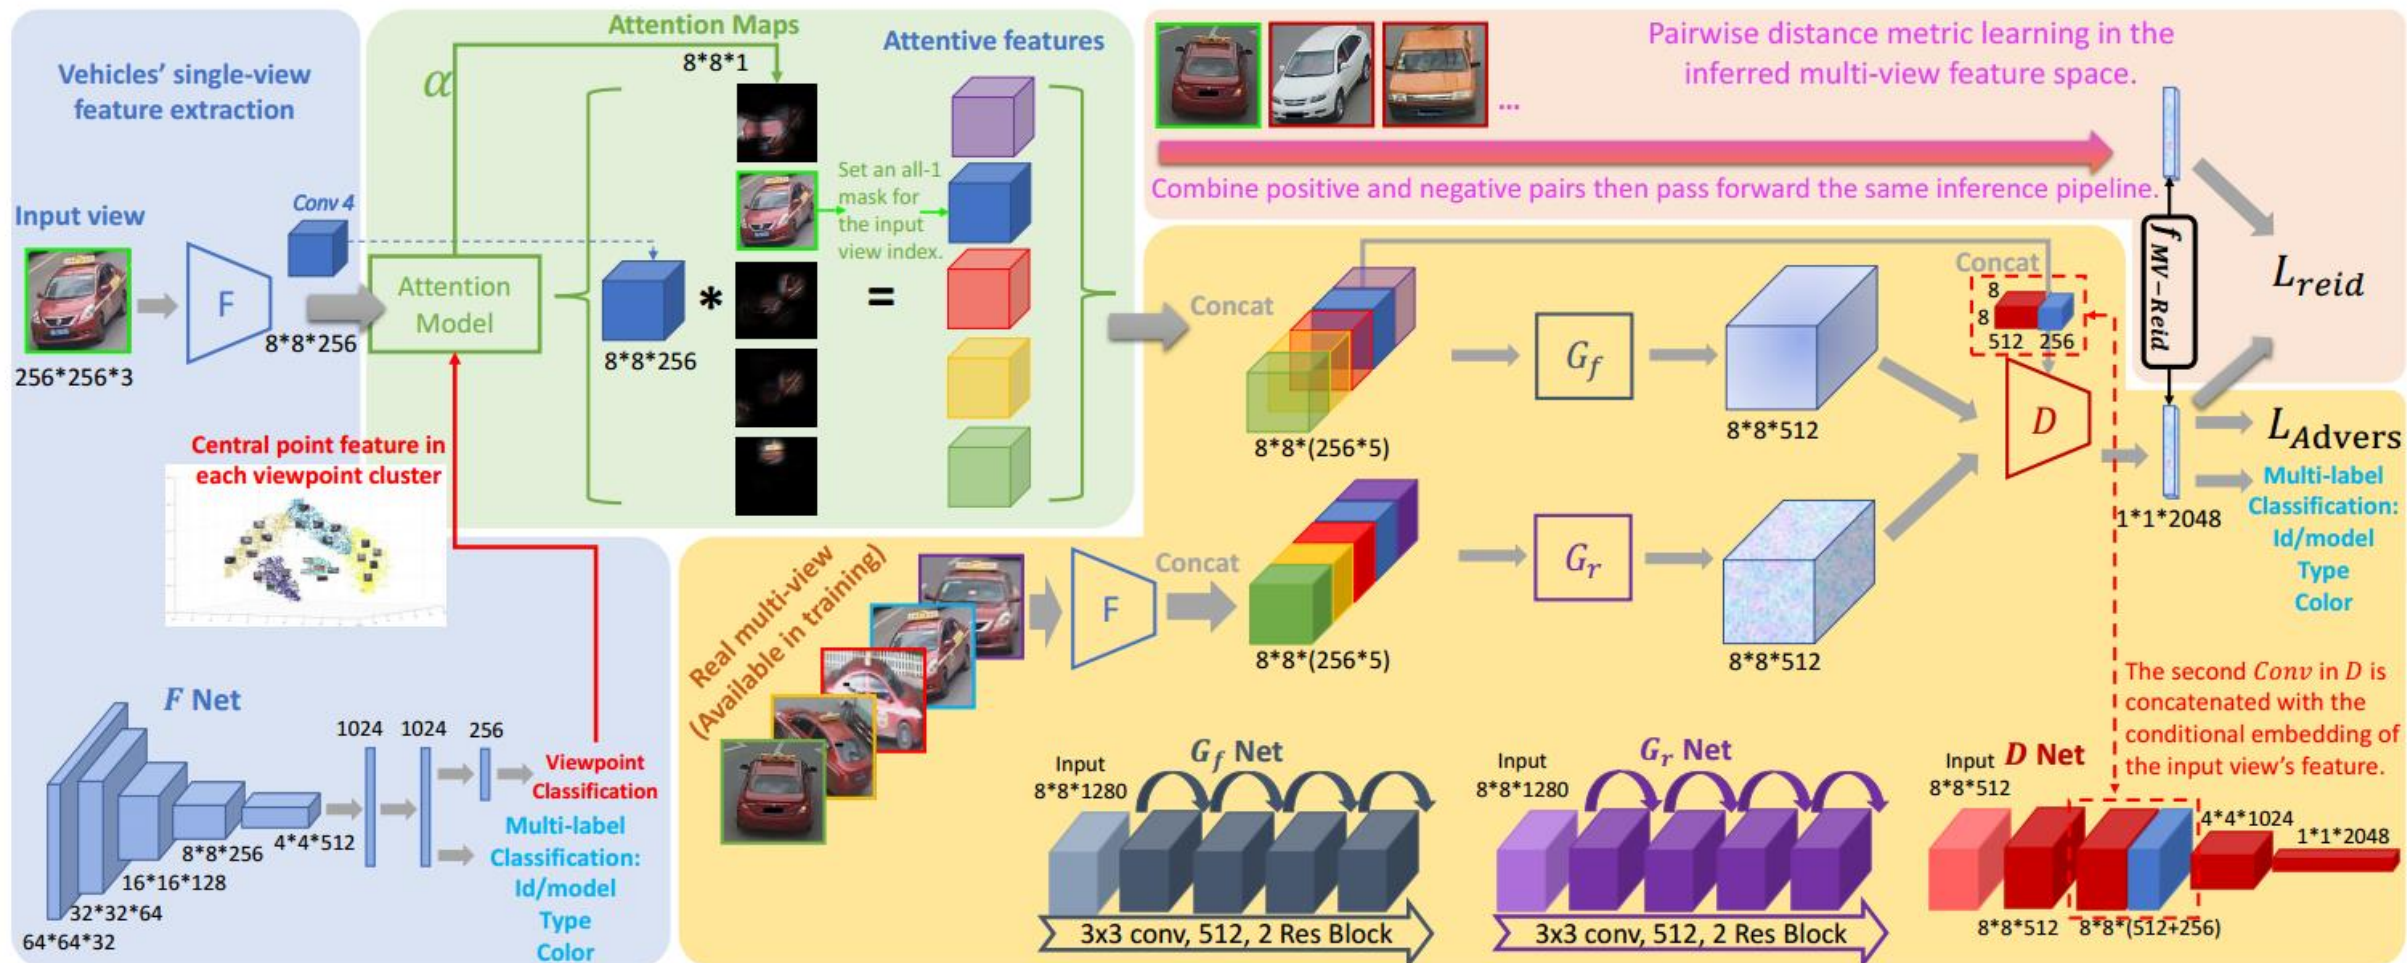 Vehicles' single-view
feature extraction
Input view
256*256*3
F
Conv 4
8*8*256
α
Attention
Model
Attention Maps
8*8*1
Attentive features
8*8*256
*
=
Set an all-1
mask for
the input
view index.
Central point feature in
each viewpoint cluster
F Net
64*64*32
32*32*64
16*16*128
8*8*256
4*4*512
1024
1024
256
Viewpoint
Classification
Multi-label
Classification:
Id/model
Type
Color
Pairwise distance metric learning in the
inferred multi-view feature space.
...
Combine positive and negative pairs then pass forward the same inference pipeline.
f MV-Reid
L reid
Concat
8*8*(256*5)
G f
8*8*512
Concat
8
8
512 256
D
1*1*2048
L Advers
Multi-label
Classification:
Id/model
Type
Color
Real multi-view
(Available in training)
F
Concat
8*8*(256*5)
G r
8*8*512
The second Conv in D is
concatenated with the
conditional embedding of
the input view's feature.
G f Net
Input
8*8*1280
3x3 conv, 512, 2 Res Block
G r Net
Input
8*8*1280
3x3 conv, 512, 2 Res Block
D Net
Input
8*8*512
8*8*512
8*8*(512+256)
4*4*1024
1*1*2048